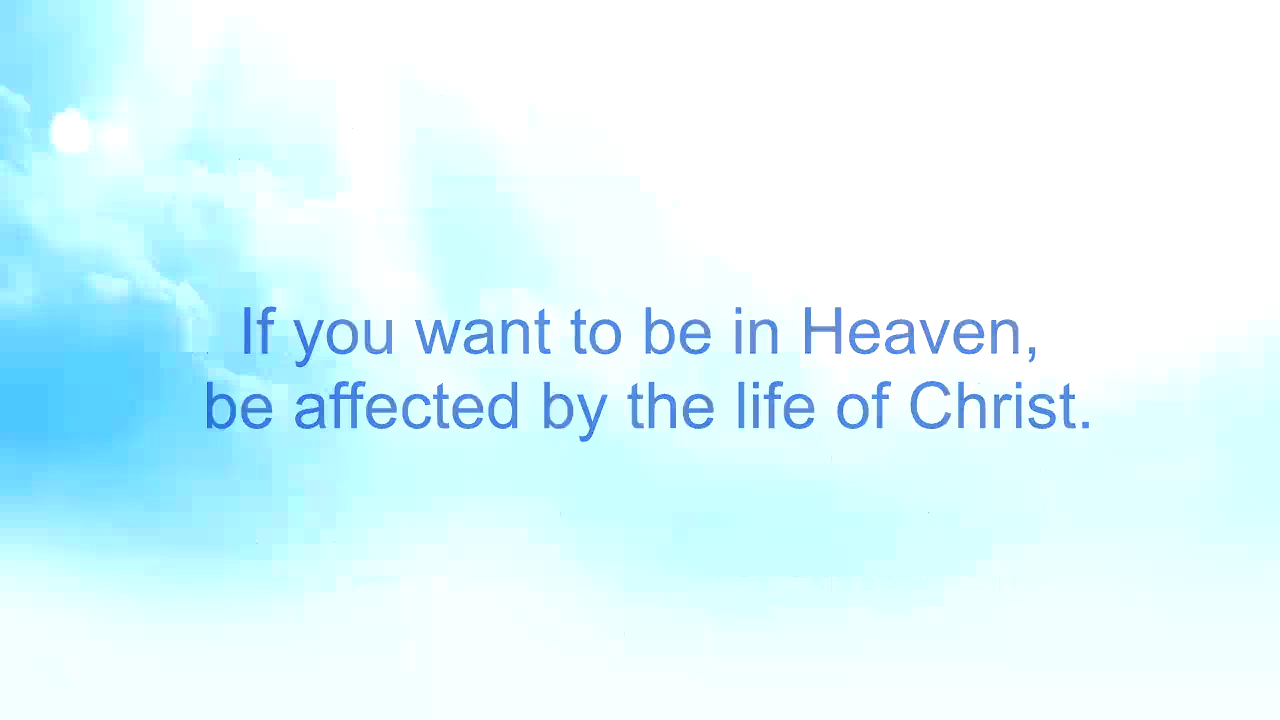 If you want to be in Heaven,
be affected by the life of Christ.